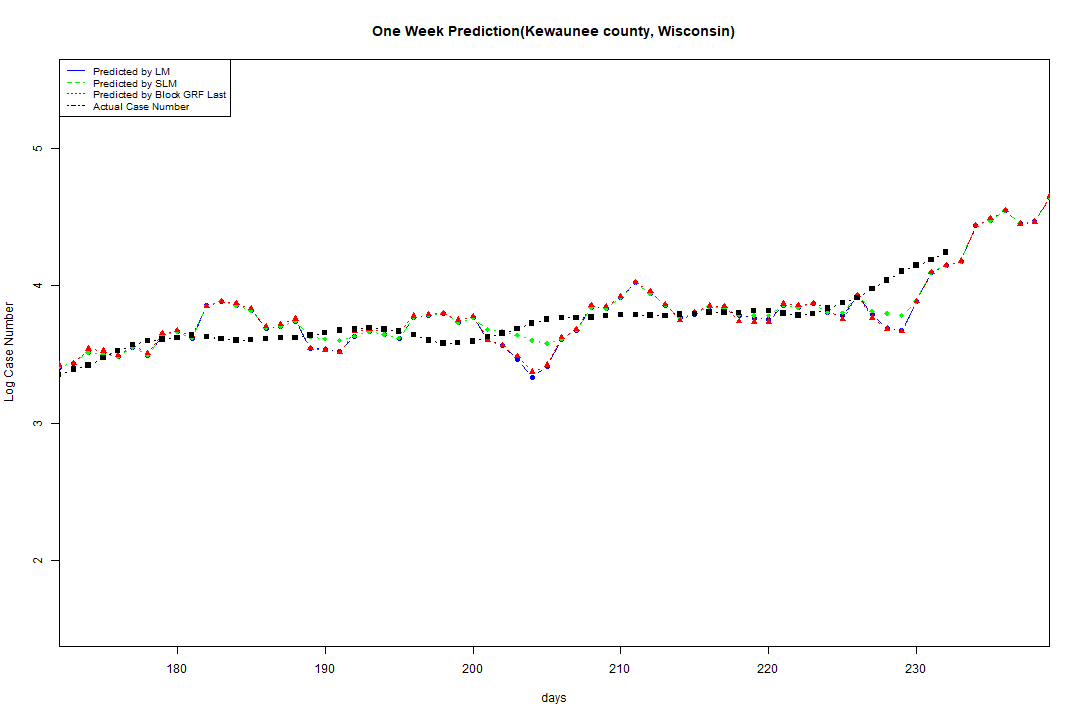 One Week Prediction(Kewaunee county, Wisconsin)
Predicted by LM
Predicted by SLM
Predicted by Block GRF Last
Actual Case Number
5
4
3
2
Log Case Number
180 190 200 210 220 230
days